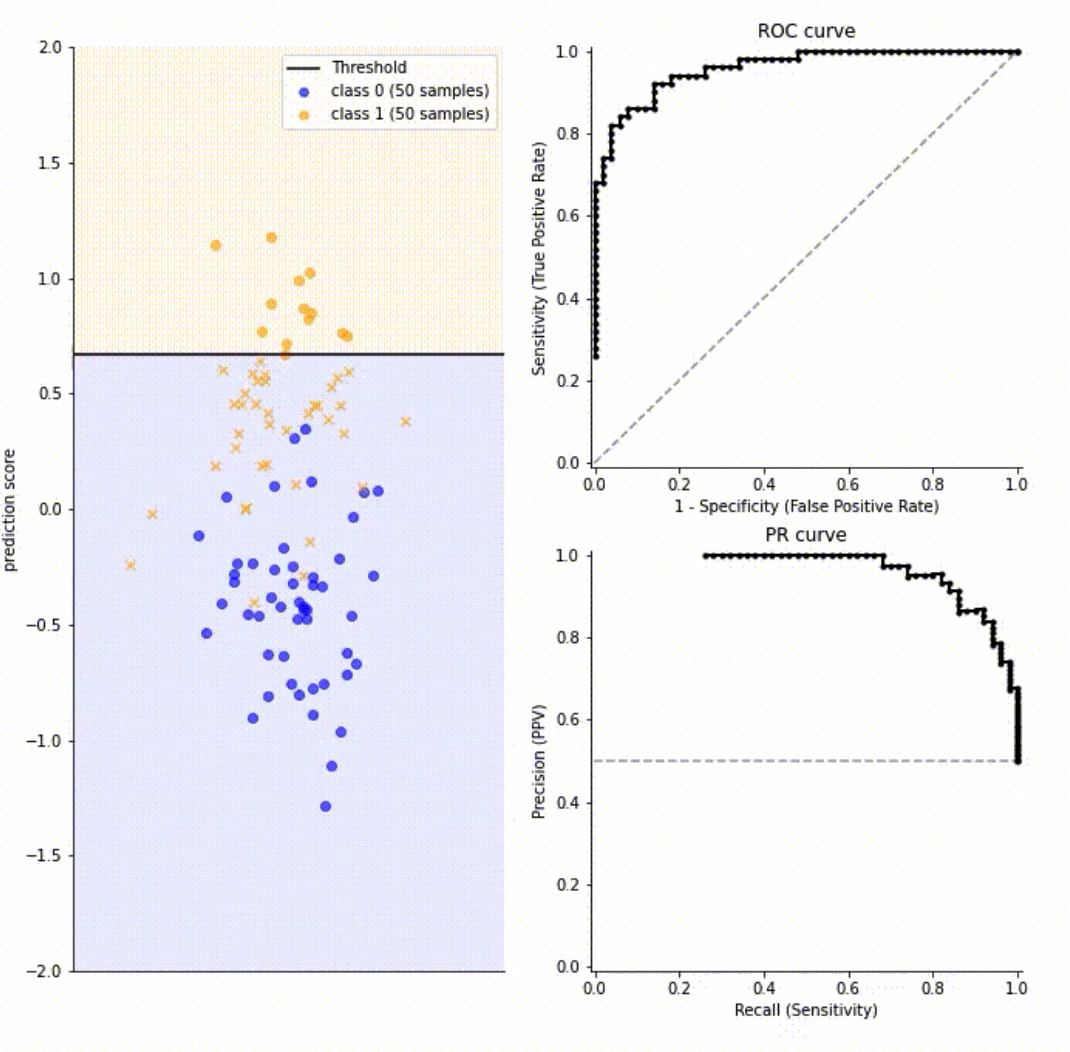 2.0
1.5
1.0
0.5
0.0
−0.5
−1.0
−1.5
−2.0
prediction score
Threshold
class 0 (50 samples)
class 1 (50 samples)
ROC curve
1.0
0.8
0.6
0.4
0.2
0.0
Sensitivity (True Positive Rate)
0.0 0.2 0.4 0.6 0.8 1.0
1 - Specificity (False Positive Rate)
PR curve
1.0
0.8
0.6
0.4
0.2
0.0
Precision (PPV)
0.0 0.2 0.4 0.6 0.8 1.0
Recall (Sensitivity)